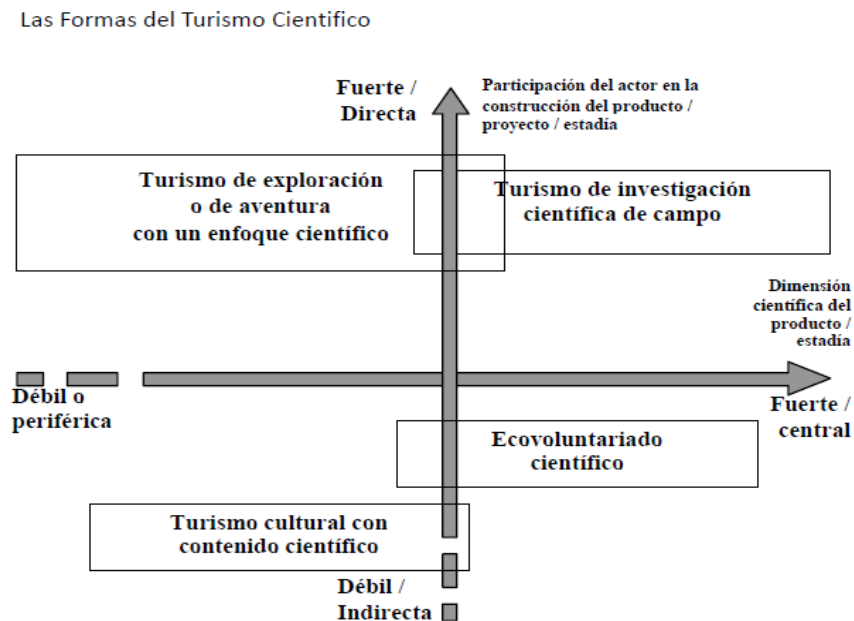 Las Formas del Turismo Cientifico
Fuerte /
Directa
Participación del actor en la
construcción del producto /
proyecto / estadía
Turismo de exploración
o de aventura
con un enfoque científico
Turismo de investigación
científica de campo
Dimensión
científica del
producto /
estadía
Débil o
periférica
Fuerte /
central
Ecovoluntariado
científico
Turismo cultural con
contenido científico
Débil /
Indirecta